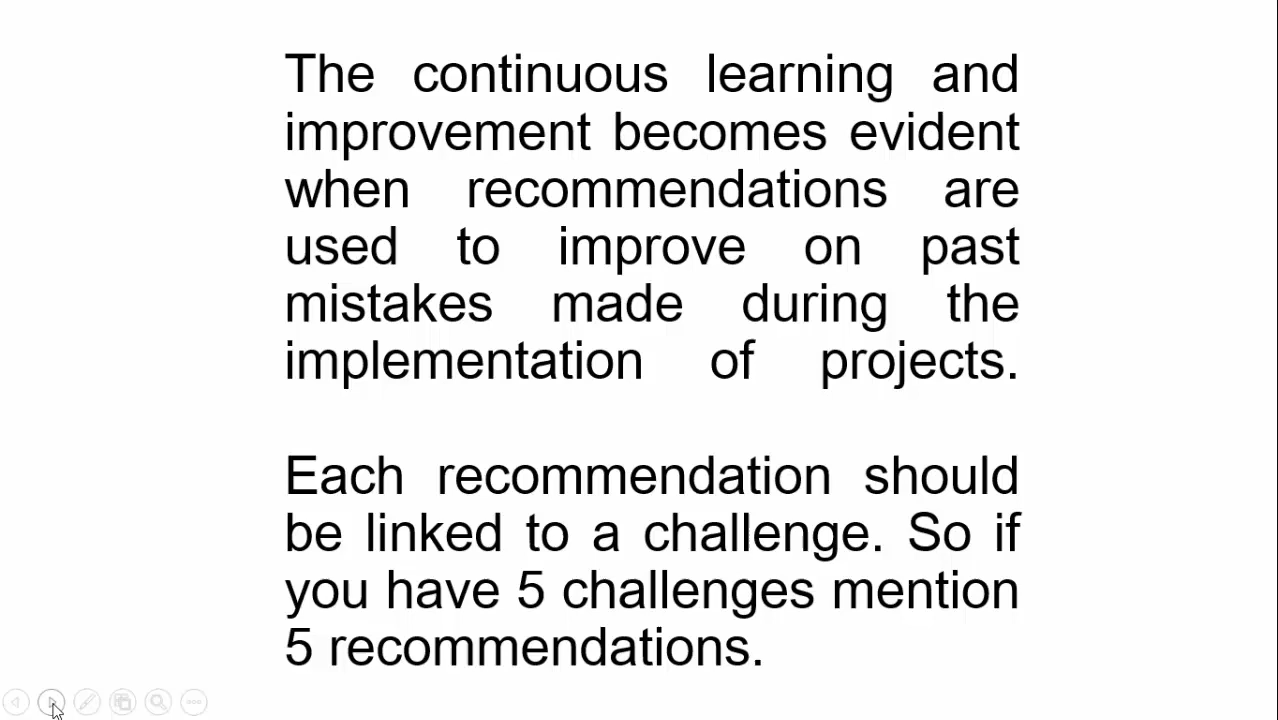 The continuous learning and
improvement becomes evident
when recommendations are
used to improve on past
mistakes made during the
implementation of projects.
Each recommendation should
be linked to a challenge. So if
you have 5 challenges mention
5 recommendations.